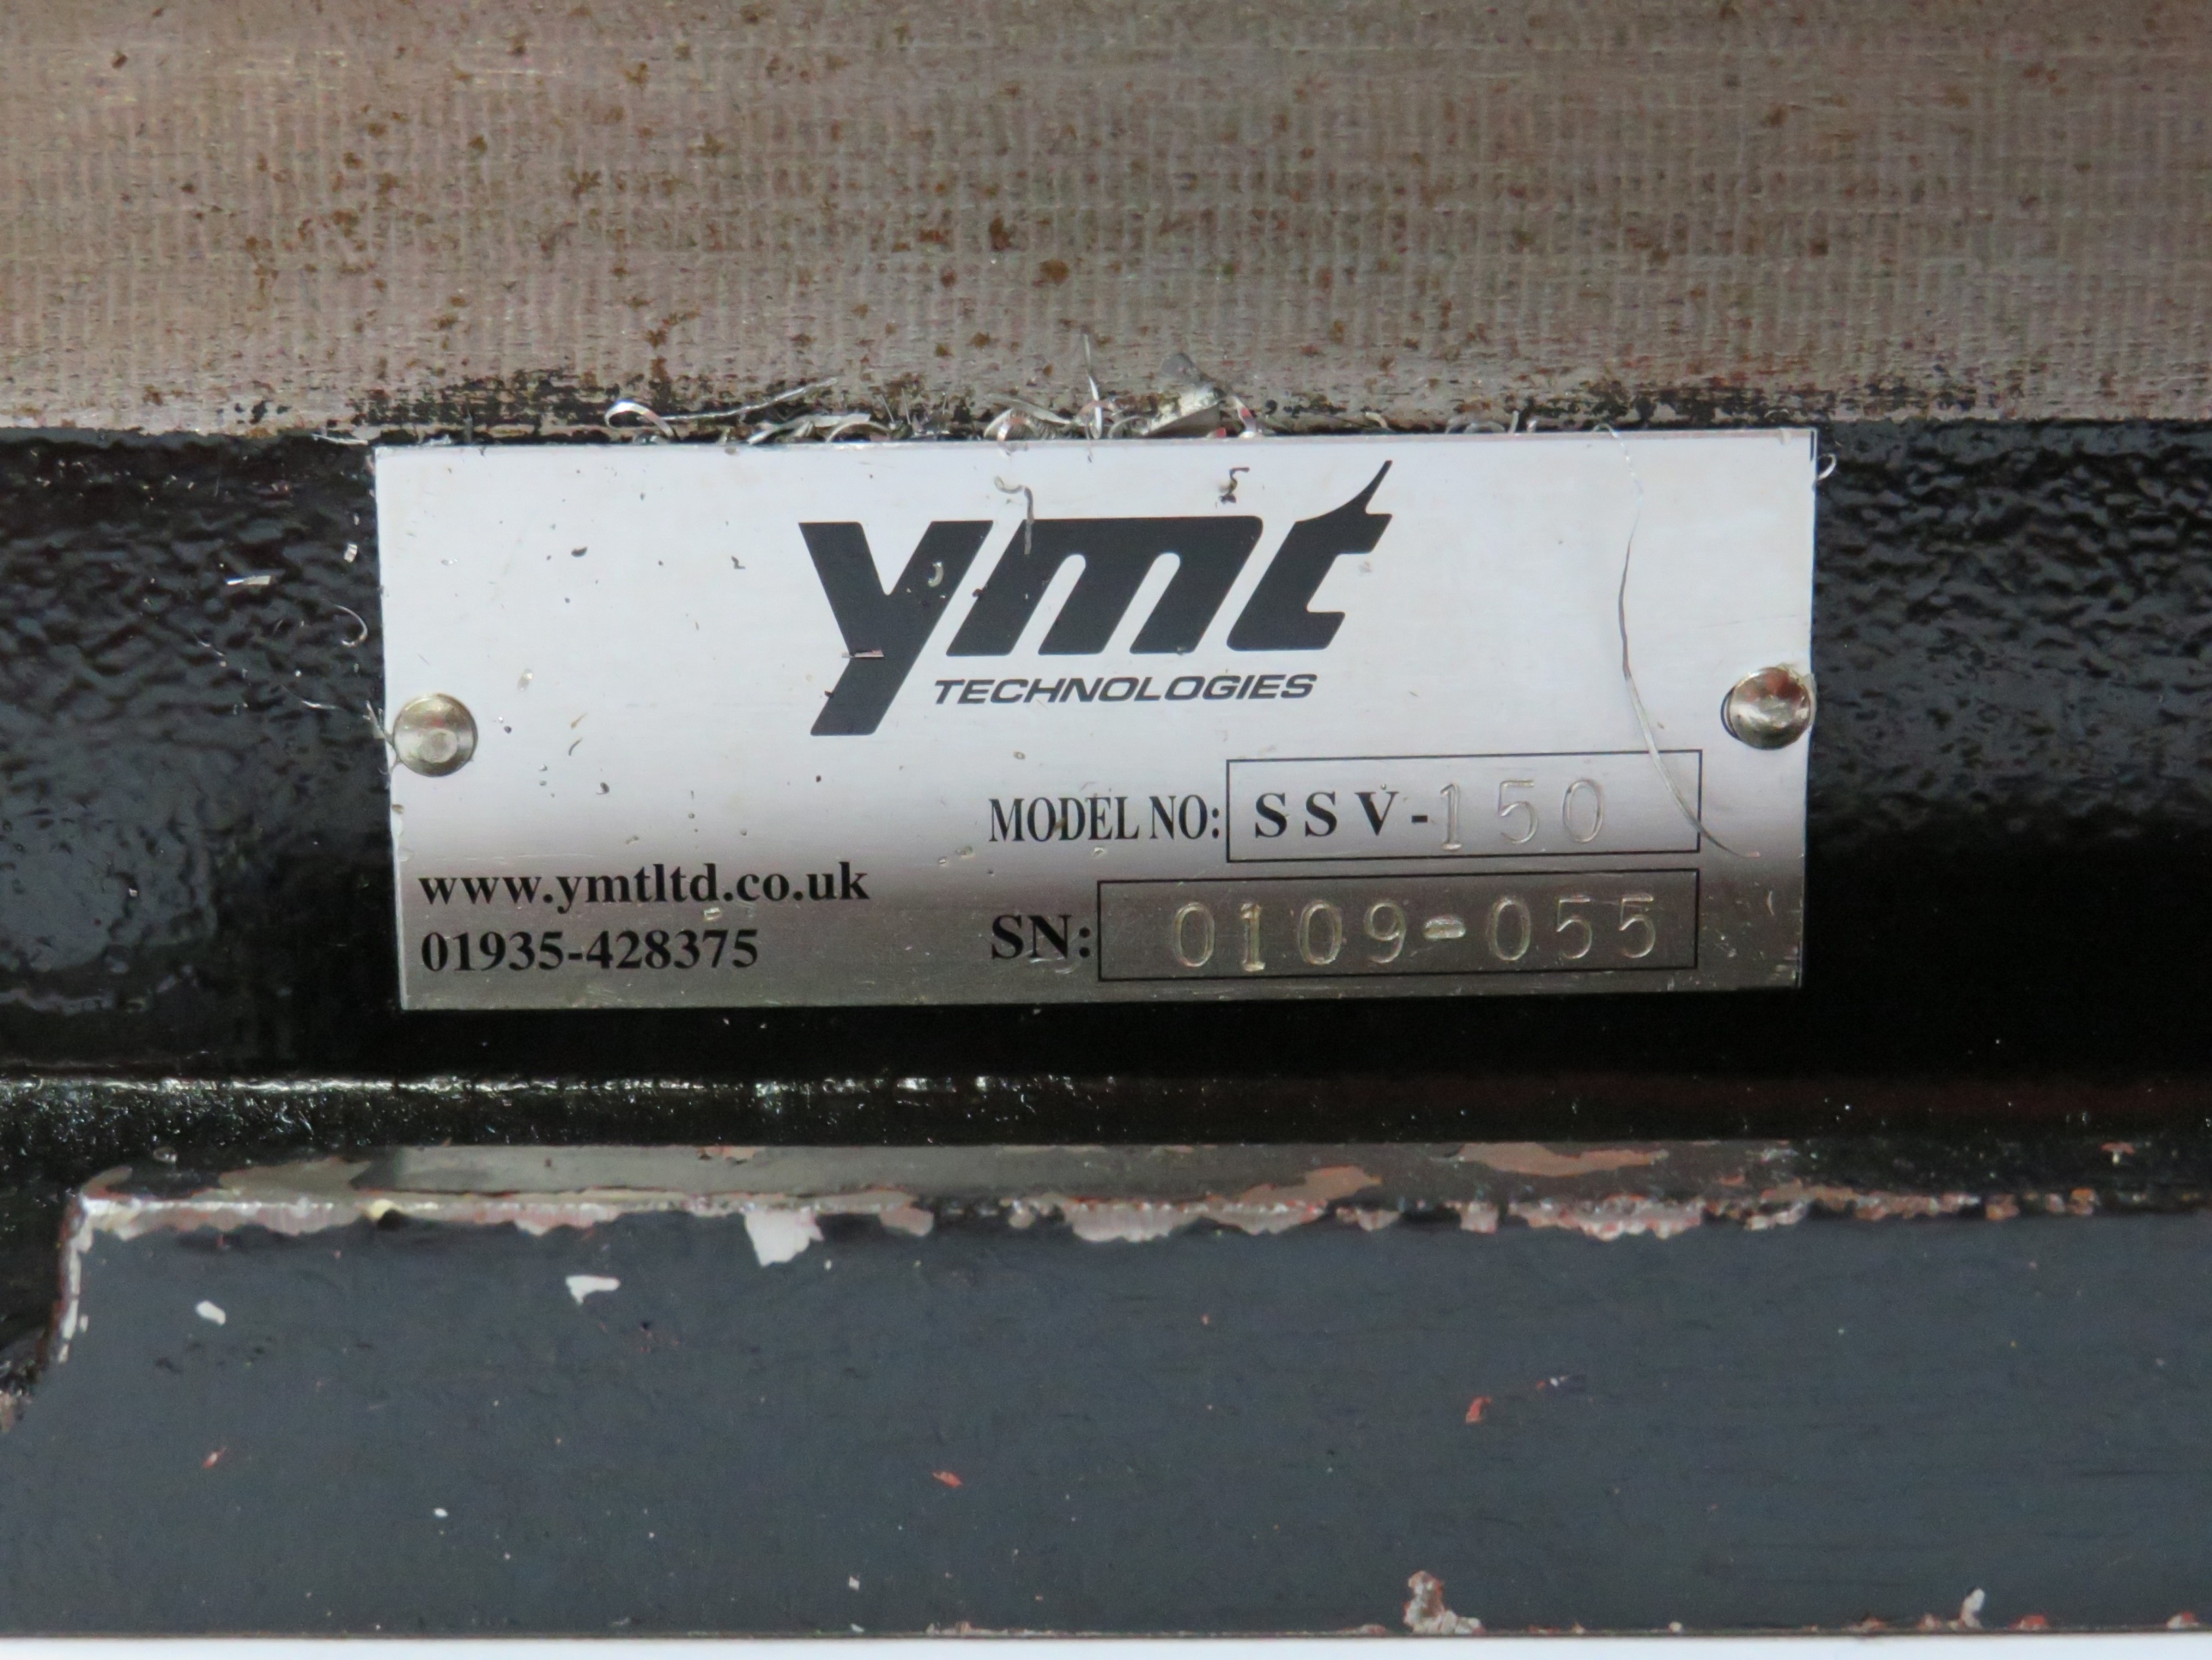 ymt
TECHNOLOGIES
MODEL NO: SSV-150
www.ymtltd.co.uk
01935-428375
SN: 0109-055